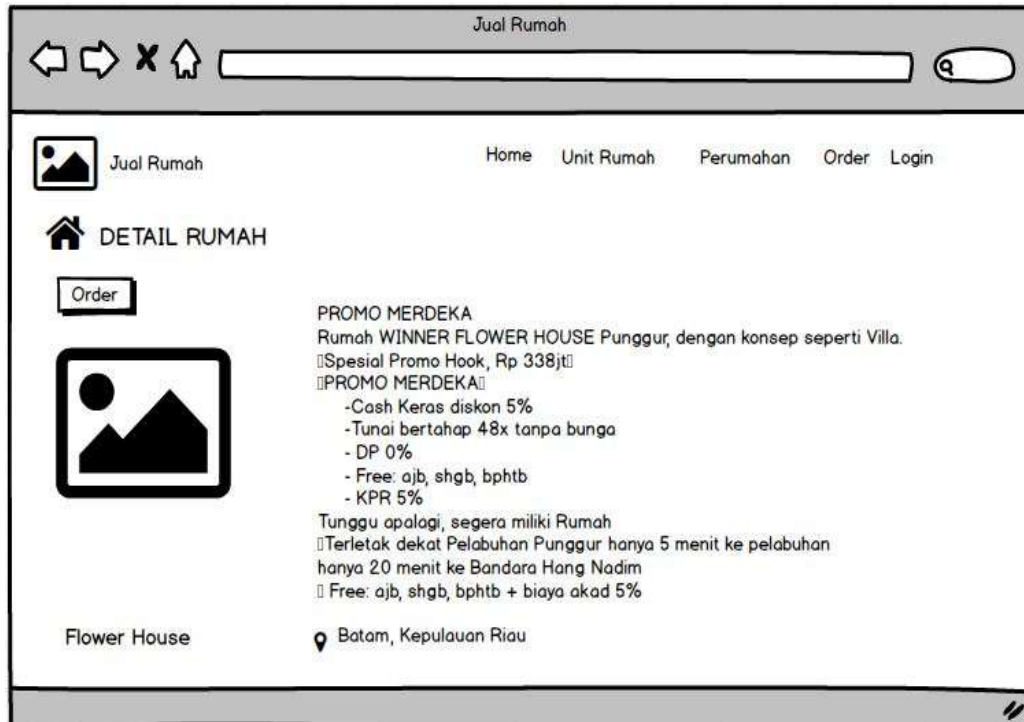 Jual Rumah
Jual Rumah
Home Unit Rumah Perumahan Order Login
DETAIL RUMAH
Order
PROMO MERDEKA
Rumah WINNER FLOWER HOUSE Punggur, dengan konsep seperti Villa.
▯Spesial Promo Hook, Rp 338jt▯
▯PROMO MERDEKA▯
-Cash Keras diskon 5%
-Tunai bertahap 48x tanpa bunga
- DP 0%
- Free: ajb, shgb, bphtb
- KPR 5%
Tunggu apalagi, segera miliki Rumah
▯Terletak dekat Pelabuhan Punggur hanya 5 menit ke pelabuhan
hanya 20 menit ke Bandara Hang Nadim
▯ Free: ajb, shgb, bphtb + biaya akad 5%
Flower House
Batam, Kepulauan Riau